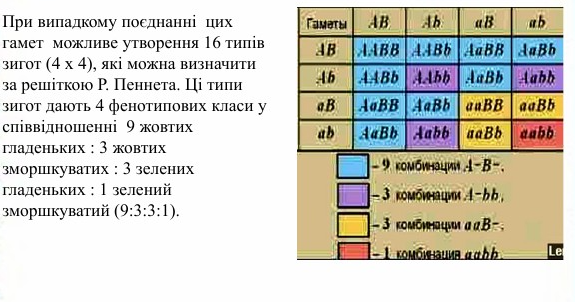 При випадкому поєднанні цих
гамет можливе утворення 16 типів
зигот (4 х 4), які можна визначити
за решіткою Р. Пеннета. Ці типи
зигот дають 4 фенотипових класи у
співвідношенні 9 жовтих
гладеньких : 3 жовтих
зморшкуватих : 3 зелених
гладеньких : 1 зелений
зморшкуватий (9:3:3:1).
Гаметы AB Ab aB ab
AB AABB AABb AaBB AaBb
Ab AABb AAbb AaBb Aabb
aB AaBB AaBb aaBB aaBb
ab AaBb Aabb aaBb aabb
- 9 комбинации A-B-,
- 3 комбинации A-bb,
- 3 комбинации aaB-,
- 1 комбинация aabb